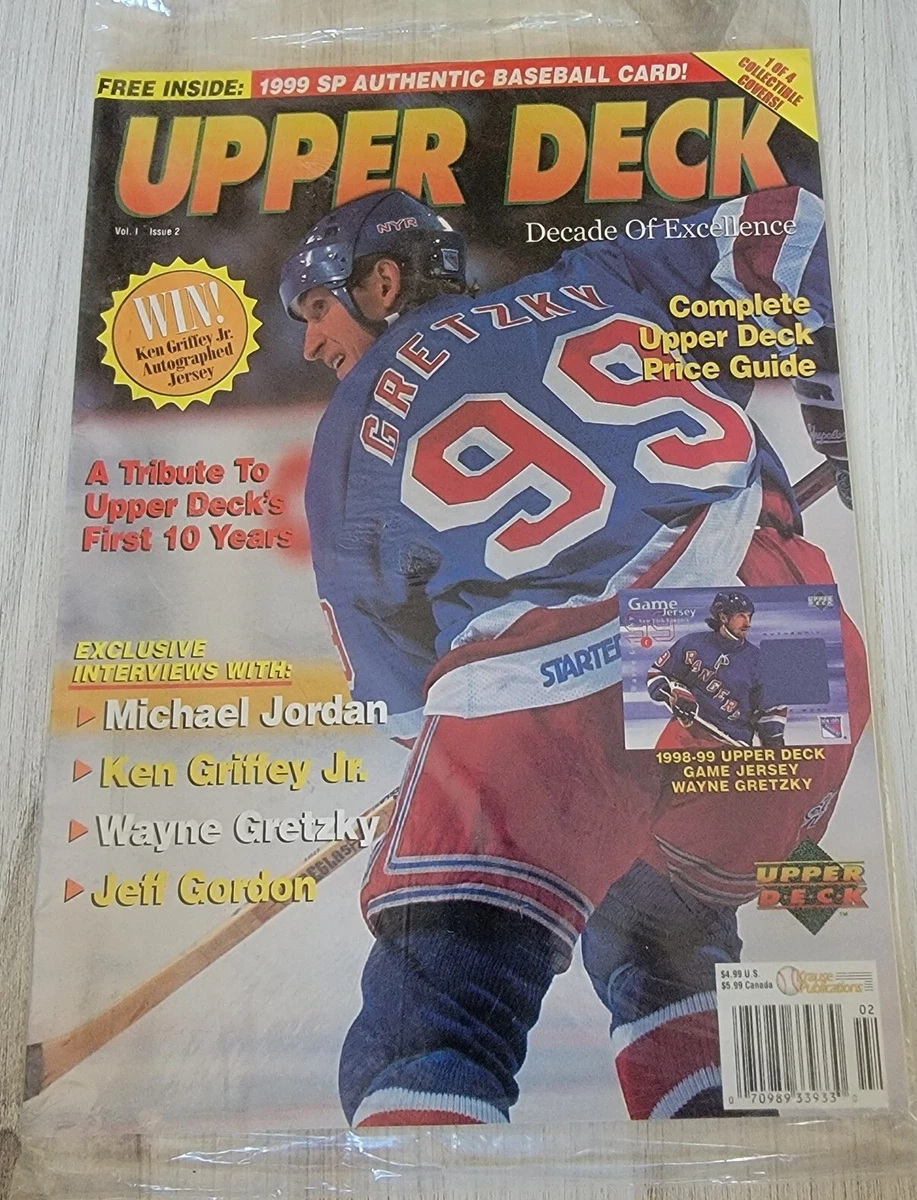 FREE INSIDE: 1999 SP AUTHENTIC BASEBALL CARD!
1 OF 4
COLLECTIBLE
COVERS!
UPPER DECK
Vol. I Issue 2
Decade Of Excellence
NYR
WIN!
Ken Griffey Jr.
Autographed
Jersey
Complete
Upper Deck
Price Guide
GRETZKY
99
A Tribute To
Upper Deck's
First 10 Years
STARTER
Game
Jersey
UPPER
DECK
RANGERS
1998-99 UPPER DECK
GAME JERSEY
WAYNE GRETZKY
EXCLUSIVE
INTERVIEWS WITH:
Michael Jordan
Ken Griffey Jr.
Wayne Gretzky
Jeff Gordon
UPPER
DECK
TM
$4.99 U.S.
$5.99 Canada
Krause
Publications
02
0 70989 33933 0